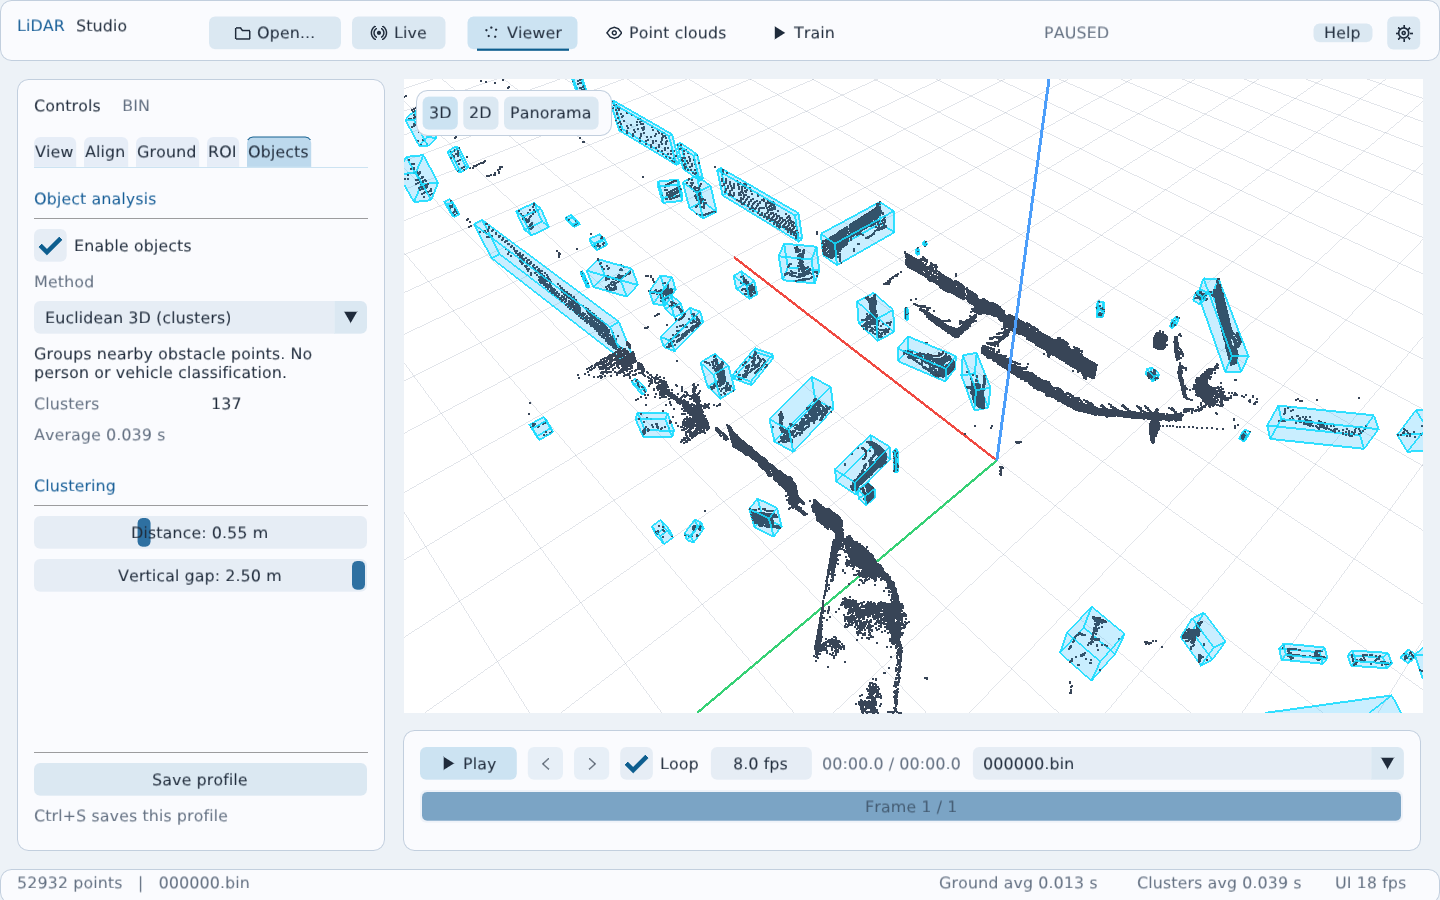 LiDAR Studio
Open...
Live
Viewer
Point clouds
Train
PAUSED
Help
Controls BIN
View Align Ground ROI Objects
Object analysis
Enable objects
Method
Euclidean 3D (clusters)
Groups nearby obstacle points. No
person or vehicle classification.
Clusters 137
Average 0.039 s
Clustering
Distance: 0.55 m
Vertical gap: 2.50 m
Save profile
Ctrl+S saves this profile
3D 2D Panorama
Play < > Loop 8.0 fps 00:00.0 / 00:00.0 000000.bin
Frame 1 / 1
52932 points | 000000.bin
Ground avg 0.013 s Clusters avg 0.039 s UI 18 fps